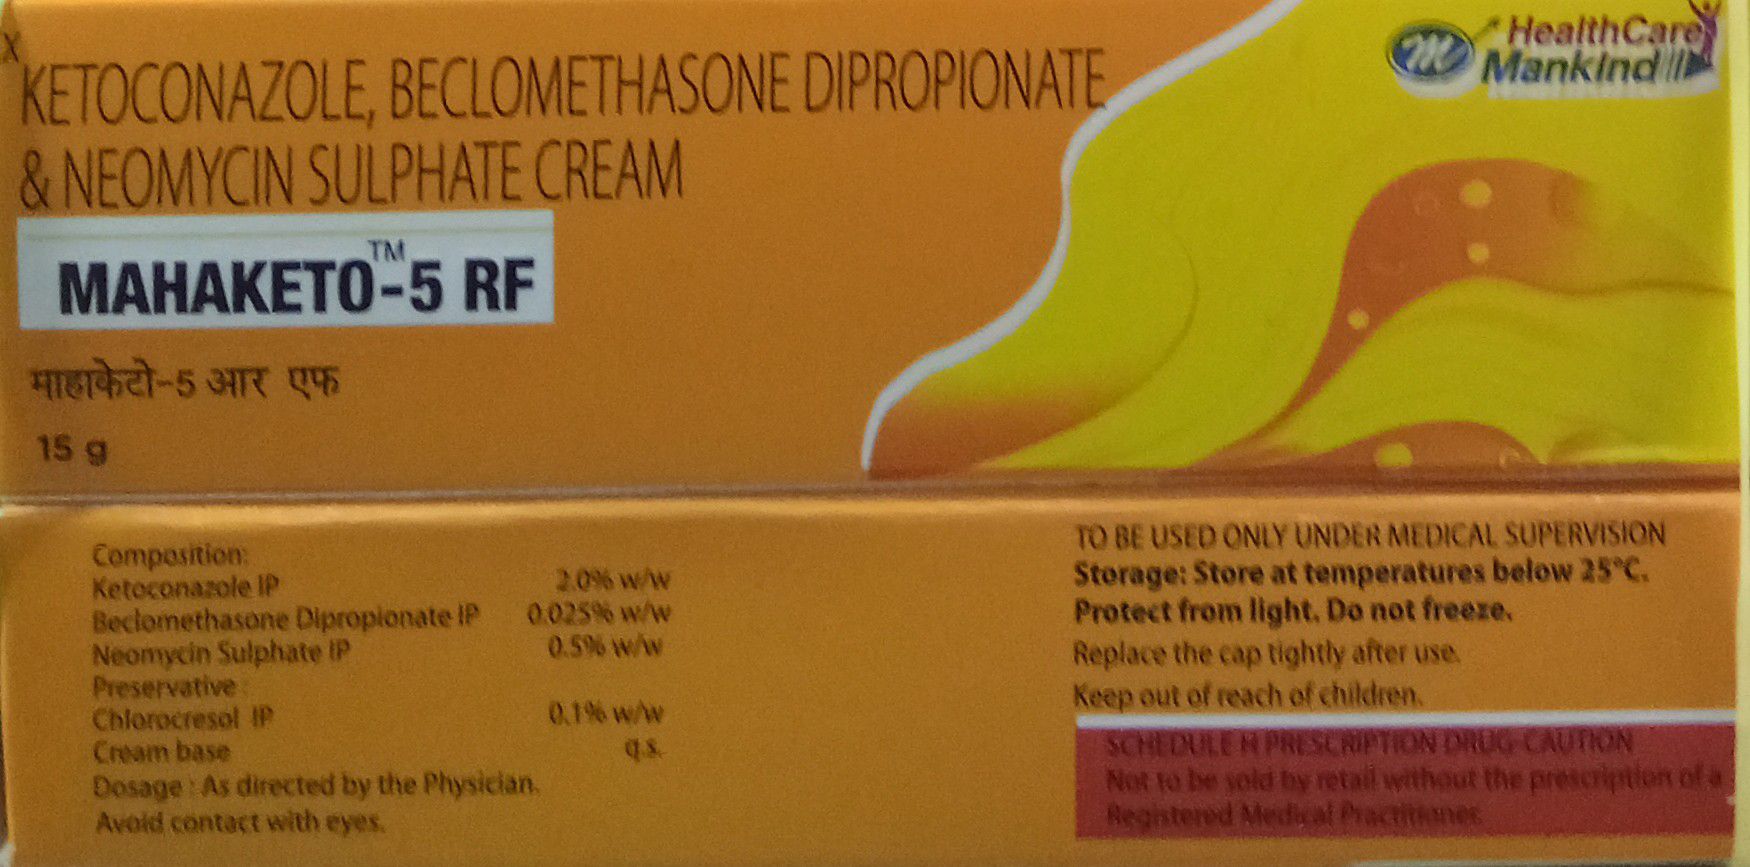 X
KETOCONAZOLE, BECLOMETHASONE DIPROPIONATE
& NEOMYCIN SULPHATE CREAM
MAHAKETO™-5 RF
माहाकेटो-5 आर एफ
15 g
m HealthCare
Mankind
Composition:
Ketoconazole IP 2.0% w/w
Beclomethasone Dipropionate IP 0.025% w/w
Neomycin Sulphate IP 0.5% w/w
Preservative :
Chlorocresol IP 0.1% w/w
Cream base q.s.
Dosage : As directed by the Physician.
Avoid contact with eyes.
TO BE USED ONLY UNDER MEDICAL SUPERVISION
Storage: Store at temperatures below 25°C.
Protect from light. Do not freeze.
Replace the cap tightly after use.
Keep out of reach of children.
SCHEDULE H PRESCRIPTION DRUG-CAUTION
Not to be sold by retail without the prescription of a
Registered Medical Practitioner.